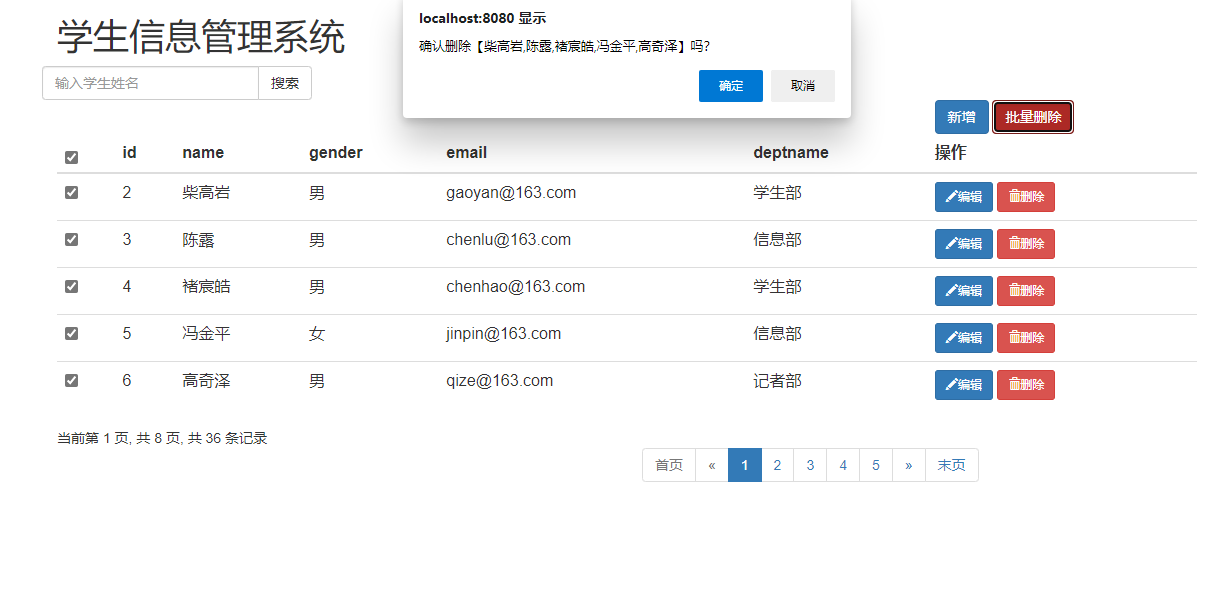 学生信息管理系统
localhost:8080 显示
确认删除【柴高岩,陈露,褚宸皓,冯金平,高奇泽】吗?
确定 取消
输入学生姓名 搜索
新增 批量删除
id name gender email deptname 操作
2 柴高岩 男 gaoyan@163.com 学生部 编辑 删除
3 陈露 男 chenlu@163.com 信息部 编辑 删除
4 褚宸皓 男 chenhao@163.com 学生部 编辑 删除
5 冯金平 女 jinpin@163.com 信息部 编辑 删除
6 高奇泽 男 qize@163.com 记者部 编辑 删除
当前第 1 页, 共 8 页, 共 36 条记录
首页 « 1 2 3 4 5 » 末页